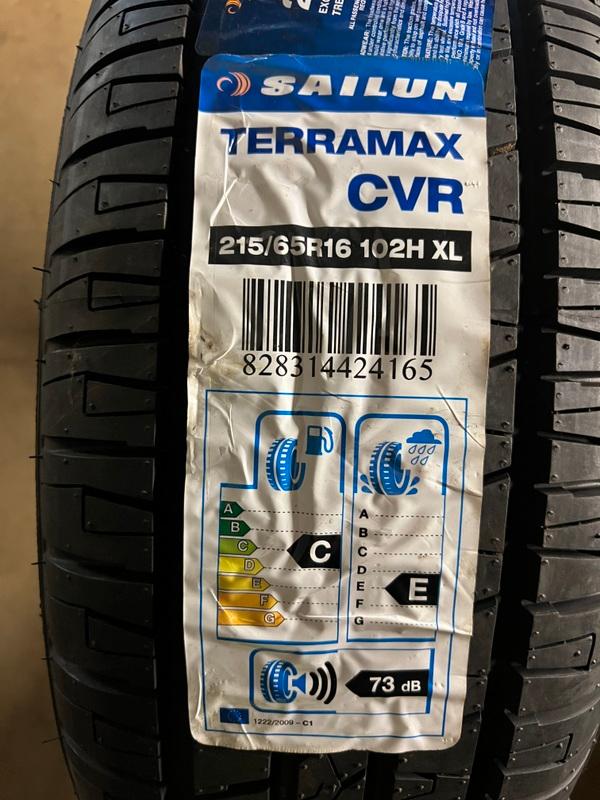 SAILUN
TERRAMAX
CVR
215/65R16 102H XL
828314424165
A
B
C
D
E
F
G
C
A
B
C
D
E
F
G
E
73 dB
1222/2009 - C1